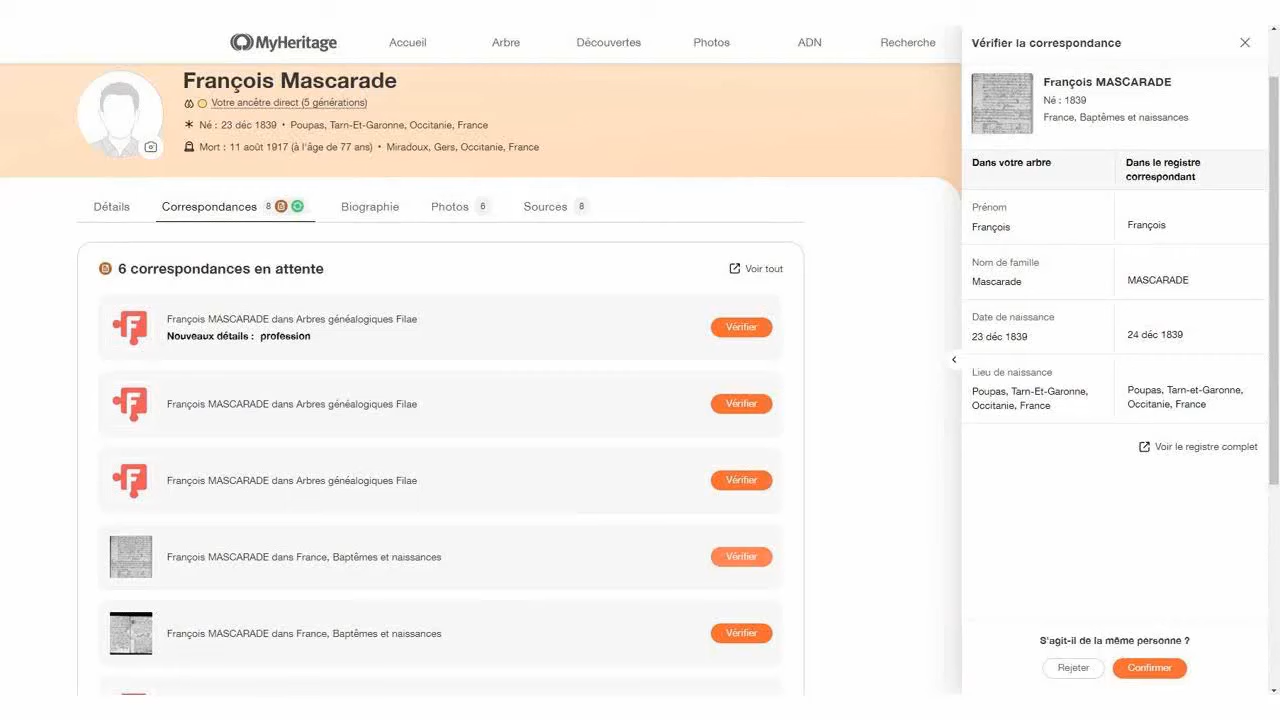 MyHeritage
Accueil
Arbre
Découvertes
Photos
ADN
Recherche
François Mascarade
Votre ancêtre direct (5 générations)
Né : 23 déc 1839 • Poupas, Tarn-Et-Garonne, Occitanie, France
Mort : 11 août 1917 (à l'âge de 77 ans) • Miradoux, Gers, Occitanie, France
Détails
Correspondances 8
Biographie
Photos 6
Sources 8
6 correspondances en attente
Voir tout
François MASCARADE dans Arbres généalogiques Filae
Nouveaux détails : profession
Vérifier
François MASCARADE dans Arbres généalogiques Filae
Vérifier
François MASCARADE dans Arbres généalogiques Filae
Vérifier
François MASCARADE dans France, Baptêmes et naissances
Vérifier
François MASCARADE dans France, Baptêmes et naissances
Vérifier
Vérifier la correspondance
François MASCARADE
Né : 1839
France, Baptêmes et naissances
Dans votre arbre
Dans le registre
correspondant
Prénom
François
François
Nom de famille
Mascarade
MASCARADE
Date de naissance
23 déc 1839
24 déc 1839
Lieu de naissance
Poupas, Tarn-Et-Garonne,
Occitanie, France
Poupas, Tarn-et-Garonne,
Occitanie, France
Voir le registre complet
S'agit-il de la même personne ?
Rejeter
Confirmer